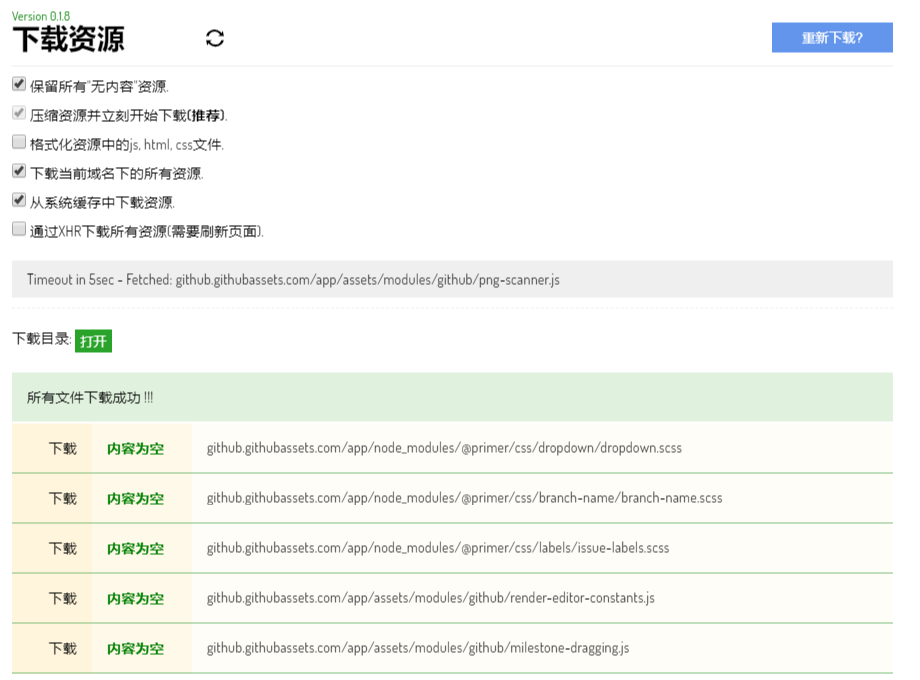 Version 0.1.8
下载资源
重新下载?
保留所有"无内容"资源.
压缩资源并立刻开始下载(推荐).
格式化资源中的js, html, css文件.
下载当前域名下的所有资源.
从系统缓存中下载资源.
通过XHR下载所有资源(需要刷新页面).
Timeout in 5sec - Fetched: github.githubassets.com/app/assets/modules/github/png-scanner.js
下载目录: 打开
所有文件下载成功 !!!
下载 内容为空 github.githubassets.com/app/node_modules/@primer/css/dropdown/dropdown.scss
下载 内容为空 github.githubassets.com/app/node_modules/@primer/css/branch-name/branch-name.scss
下载 内容为空 github.githubassets.com/app/node_modules/@primer/css/labels/issue-labels.scss
下载 内容为空 github.githubassets.com/app/assets/modules/github/render-editor-constants.js
下载 内容为空 github.githubassets.com/app/assets/modules/github/milestone-dragging.js